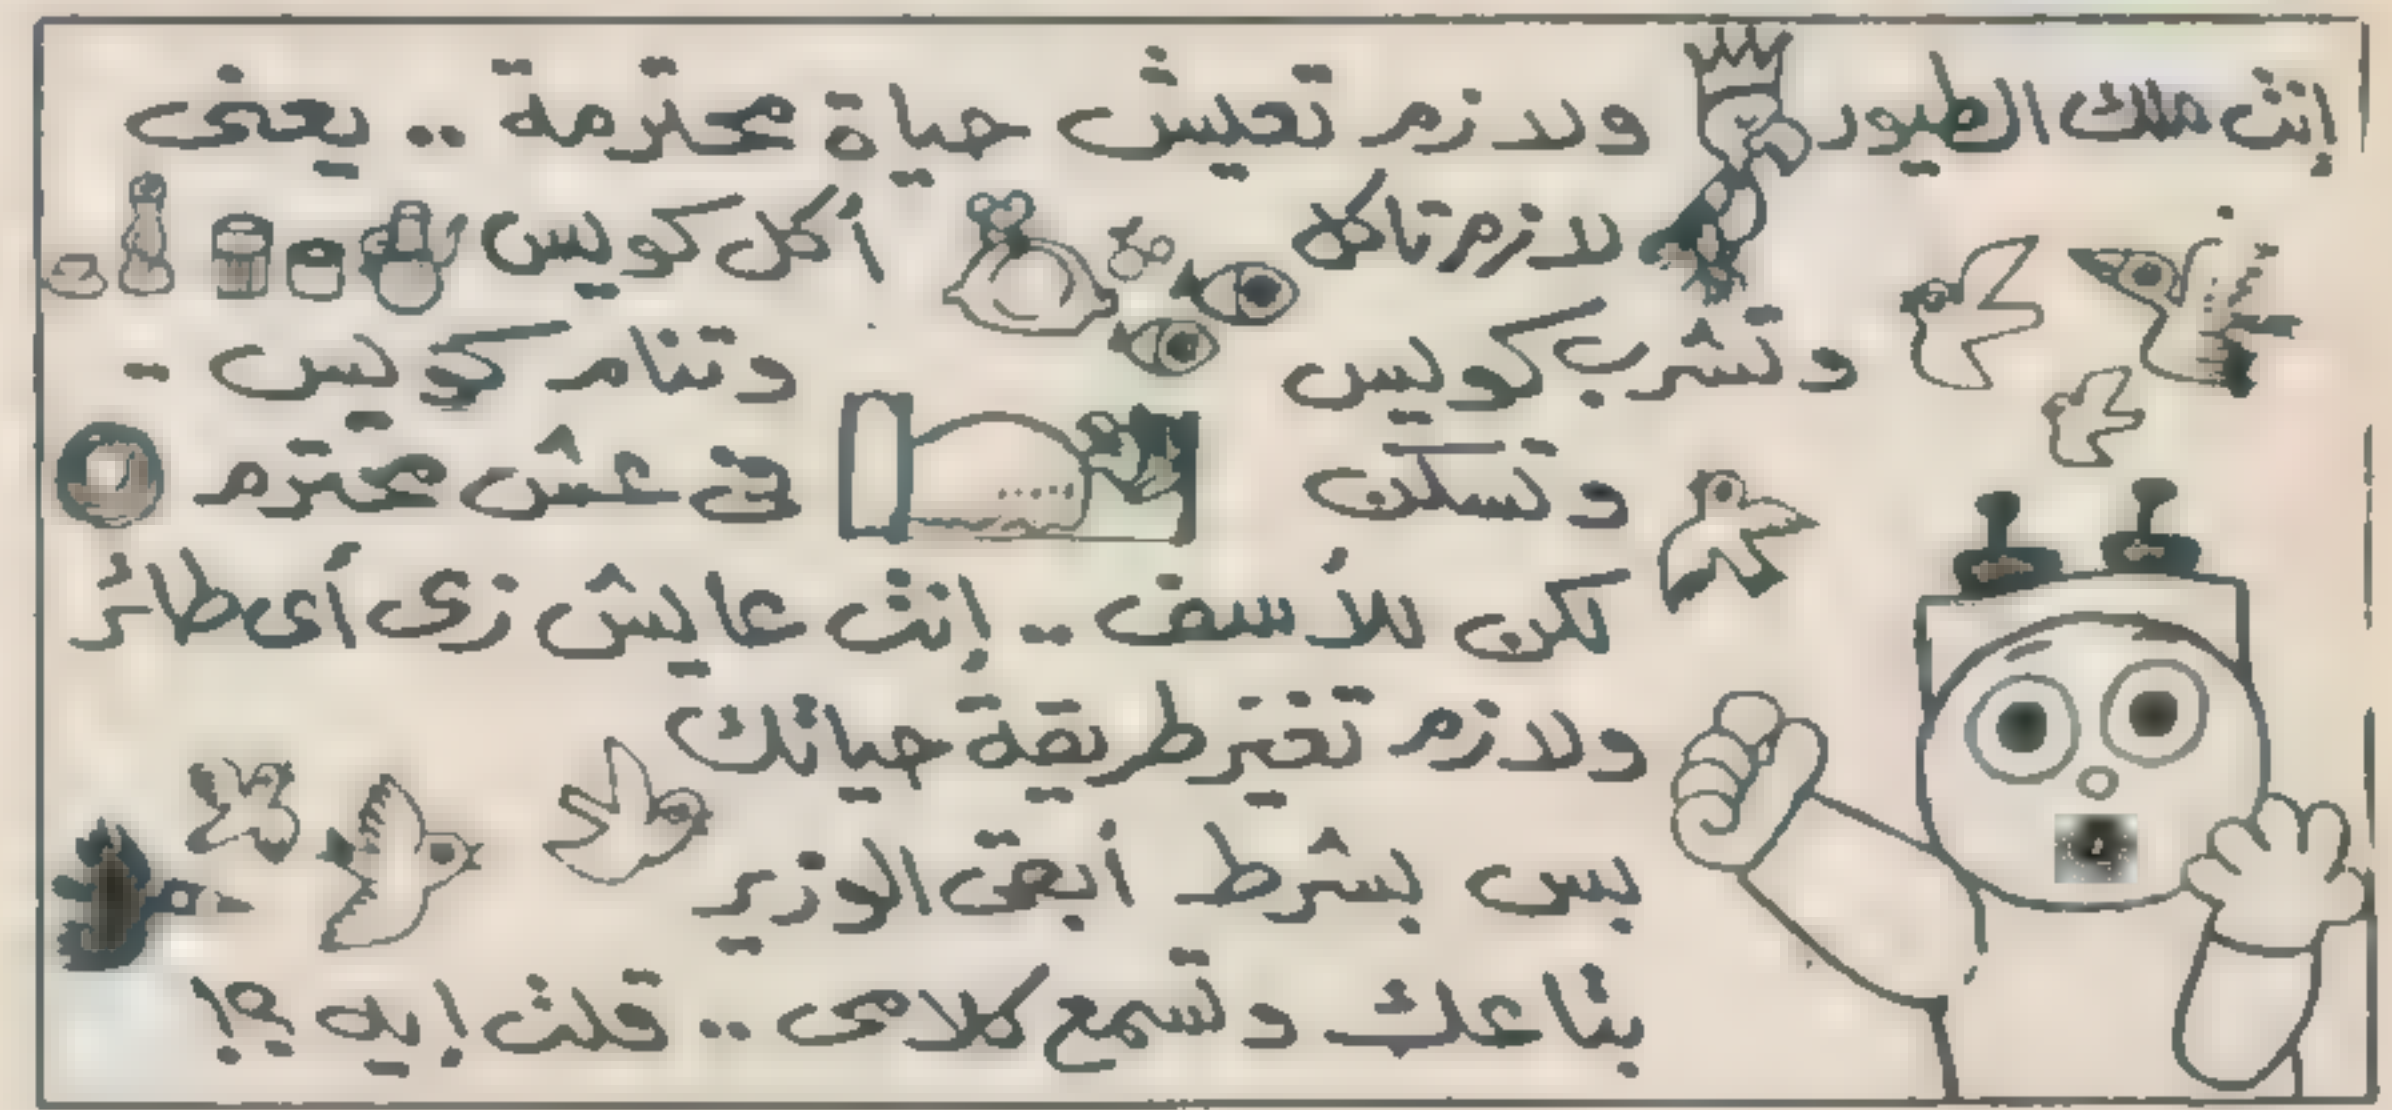 إنت ملك الطيور ولازم تعيش حياة محترمة .. يعنى
لازم تاكل أكل كويس
وتشرب كويس وتنام كويس -
وتسكن فى عش محترم
لكن للأسف .. إنت عايش زى أى طائر
ولازم تغير طريقة حياتك
بس بشرط أبقى الوزير
بتاعك وتسمع كلامى .. قلت إيه ؟!